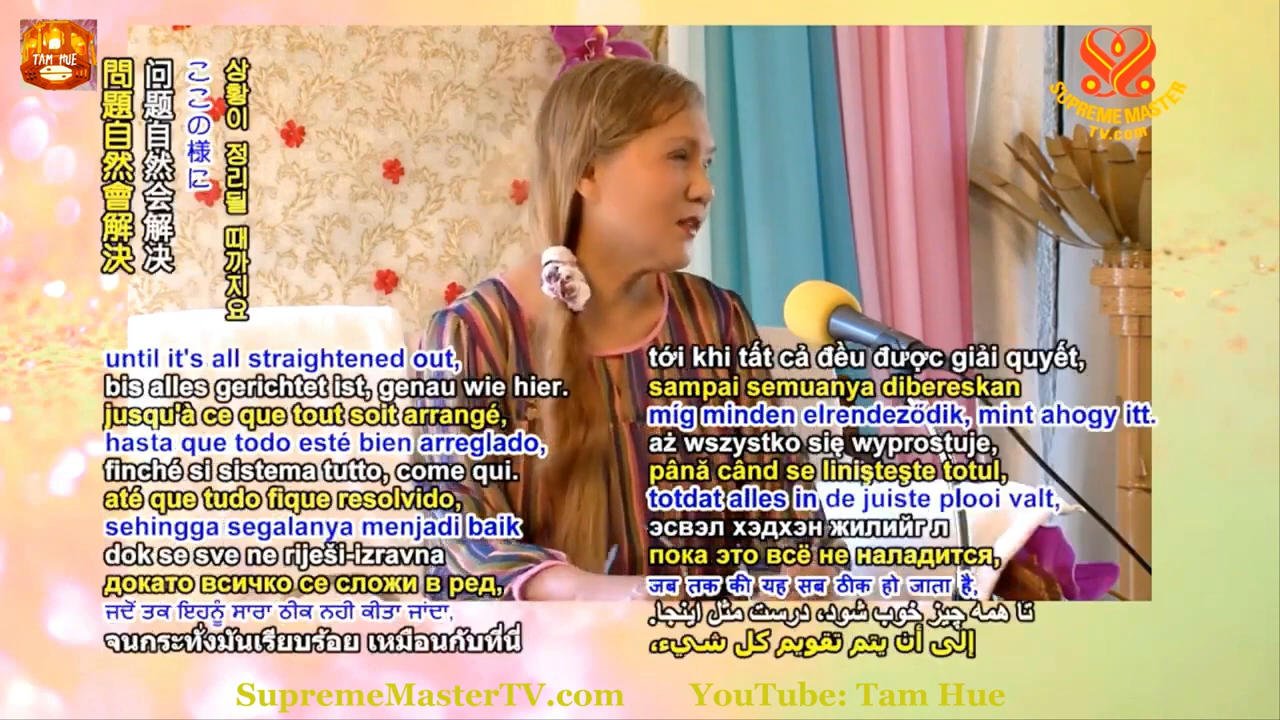 TAM HUE
SUPREME MASTER
TV.com
問題自然會解決
问题自然会解决
ここの様に
상황이 정리될 때까지요
until it's all straightened out,
bis alles gerichtet ist, genau wie hier.
jusqu'à ce que tout soit arrangé,
hasta que todo esté bien arreglado,
finché si sistema tutto, come qui.
até que tudo fique resolvido,
sehingga segalanya menjadi baik
dok se sve ne riješi-izravna
докато всичко се сложи в ред,
ਜਦੋਂ ਤਕ ਇਹਨੂੰ ਸਾਰਾ ਠੀਕ ਨਹੀ ਕੀਤਾ ਜਾਂਦਾ,
จนกระทั่งมันเรียบร้อย เหมือนกับที่นี่
tới khi tất cả đều được giải quyết,
sampai semuanya dibereskan
míg minden elrendeződik, mint ahogy itt.
aż wszystko się wyprostuje,
până când se linişteşte totul,
totdat alles in de juiste plooi valt,
эсвэл хэдхэн жилийг л
пока это всё не наладится,
जब तक की यह सब ठीक हो जाता है,
تا همه چیز خوب شود، درست مثل اینجا.
إلى أن يتم تقويم كل شيء،
SupremeMasterTV.com
YouTube: Tam Hue